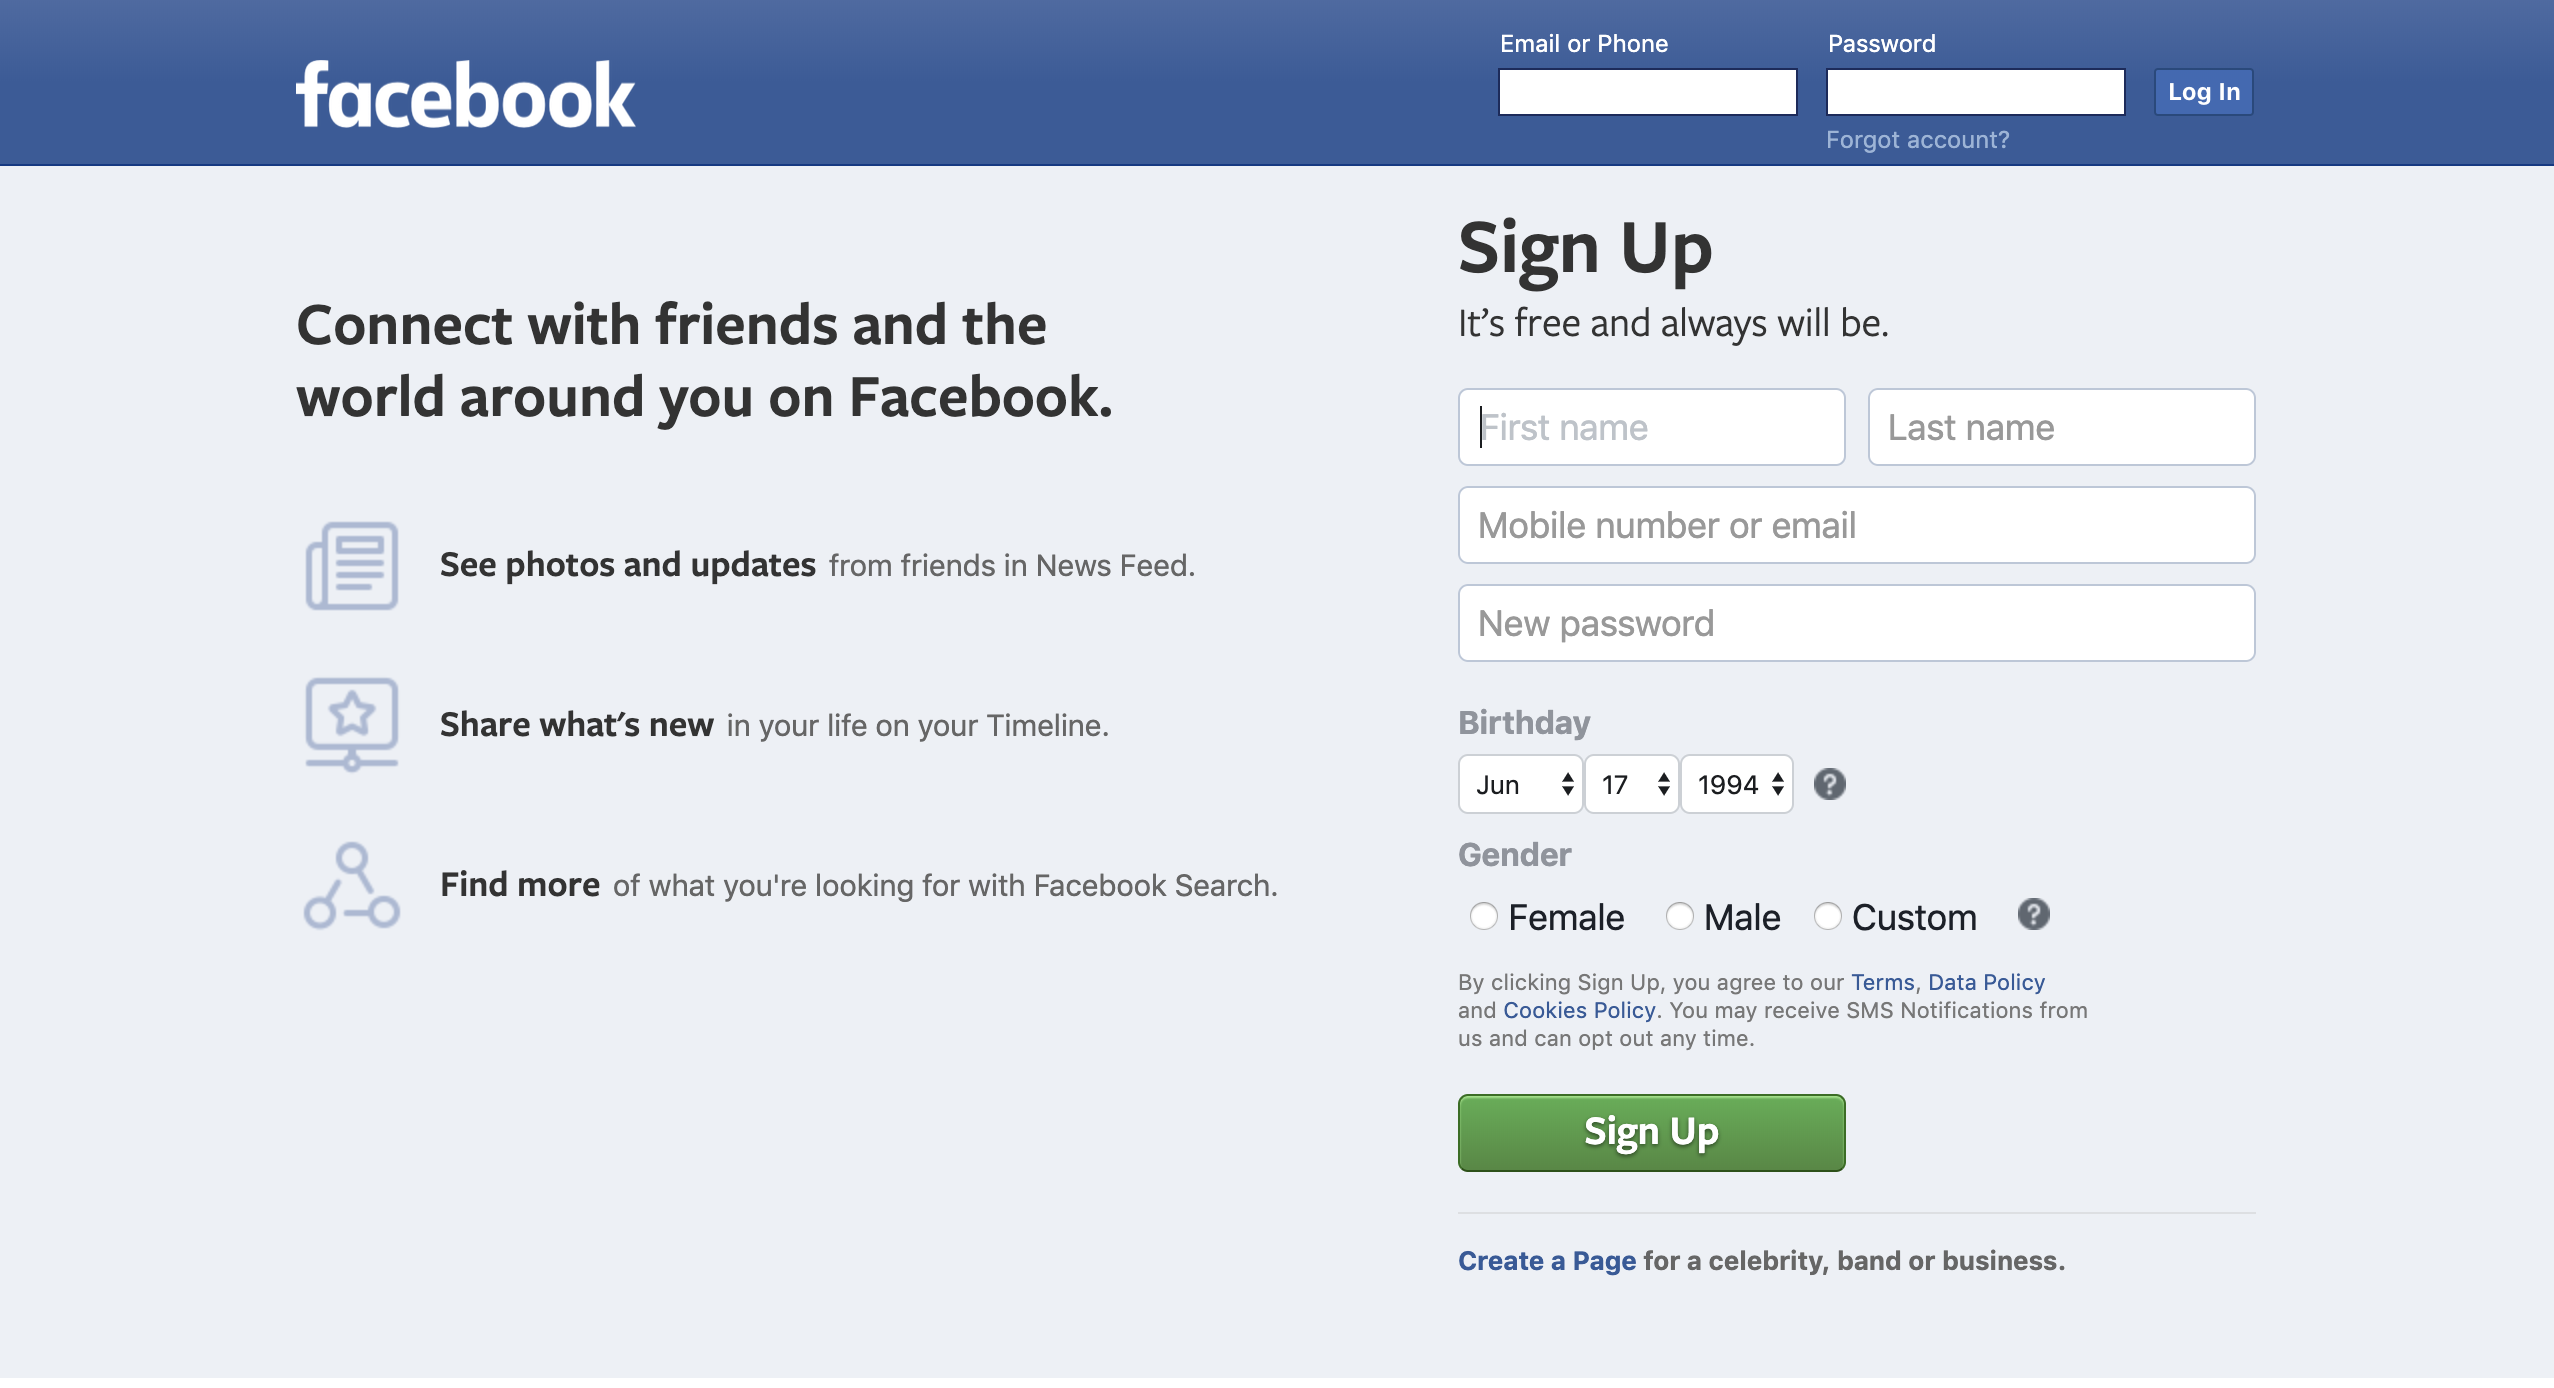 facebook
Email or Phone
Password
Log In
Forgot account?
Connect with friends and the
world around you on Facebook.
See photos and updates from friends in News Feed.
Share what's new in your life on your Timeline.
Find more of what you're looking for with Facebook Search.
Sign Up
It’s free and always will be.
First name
Last name
Mobile number or email
New password
Birthday
Jun 17 1994 ?
Gender
Female Male Custom ?
By clicking Sign Up, you agree to our Terms, Data Policy
and Cookies Policy. You may receive SMS Notifications from
us and can opt out any time.
Sign Up
Create a Page for a celebrity, band or business.